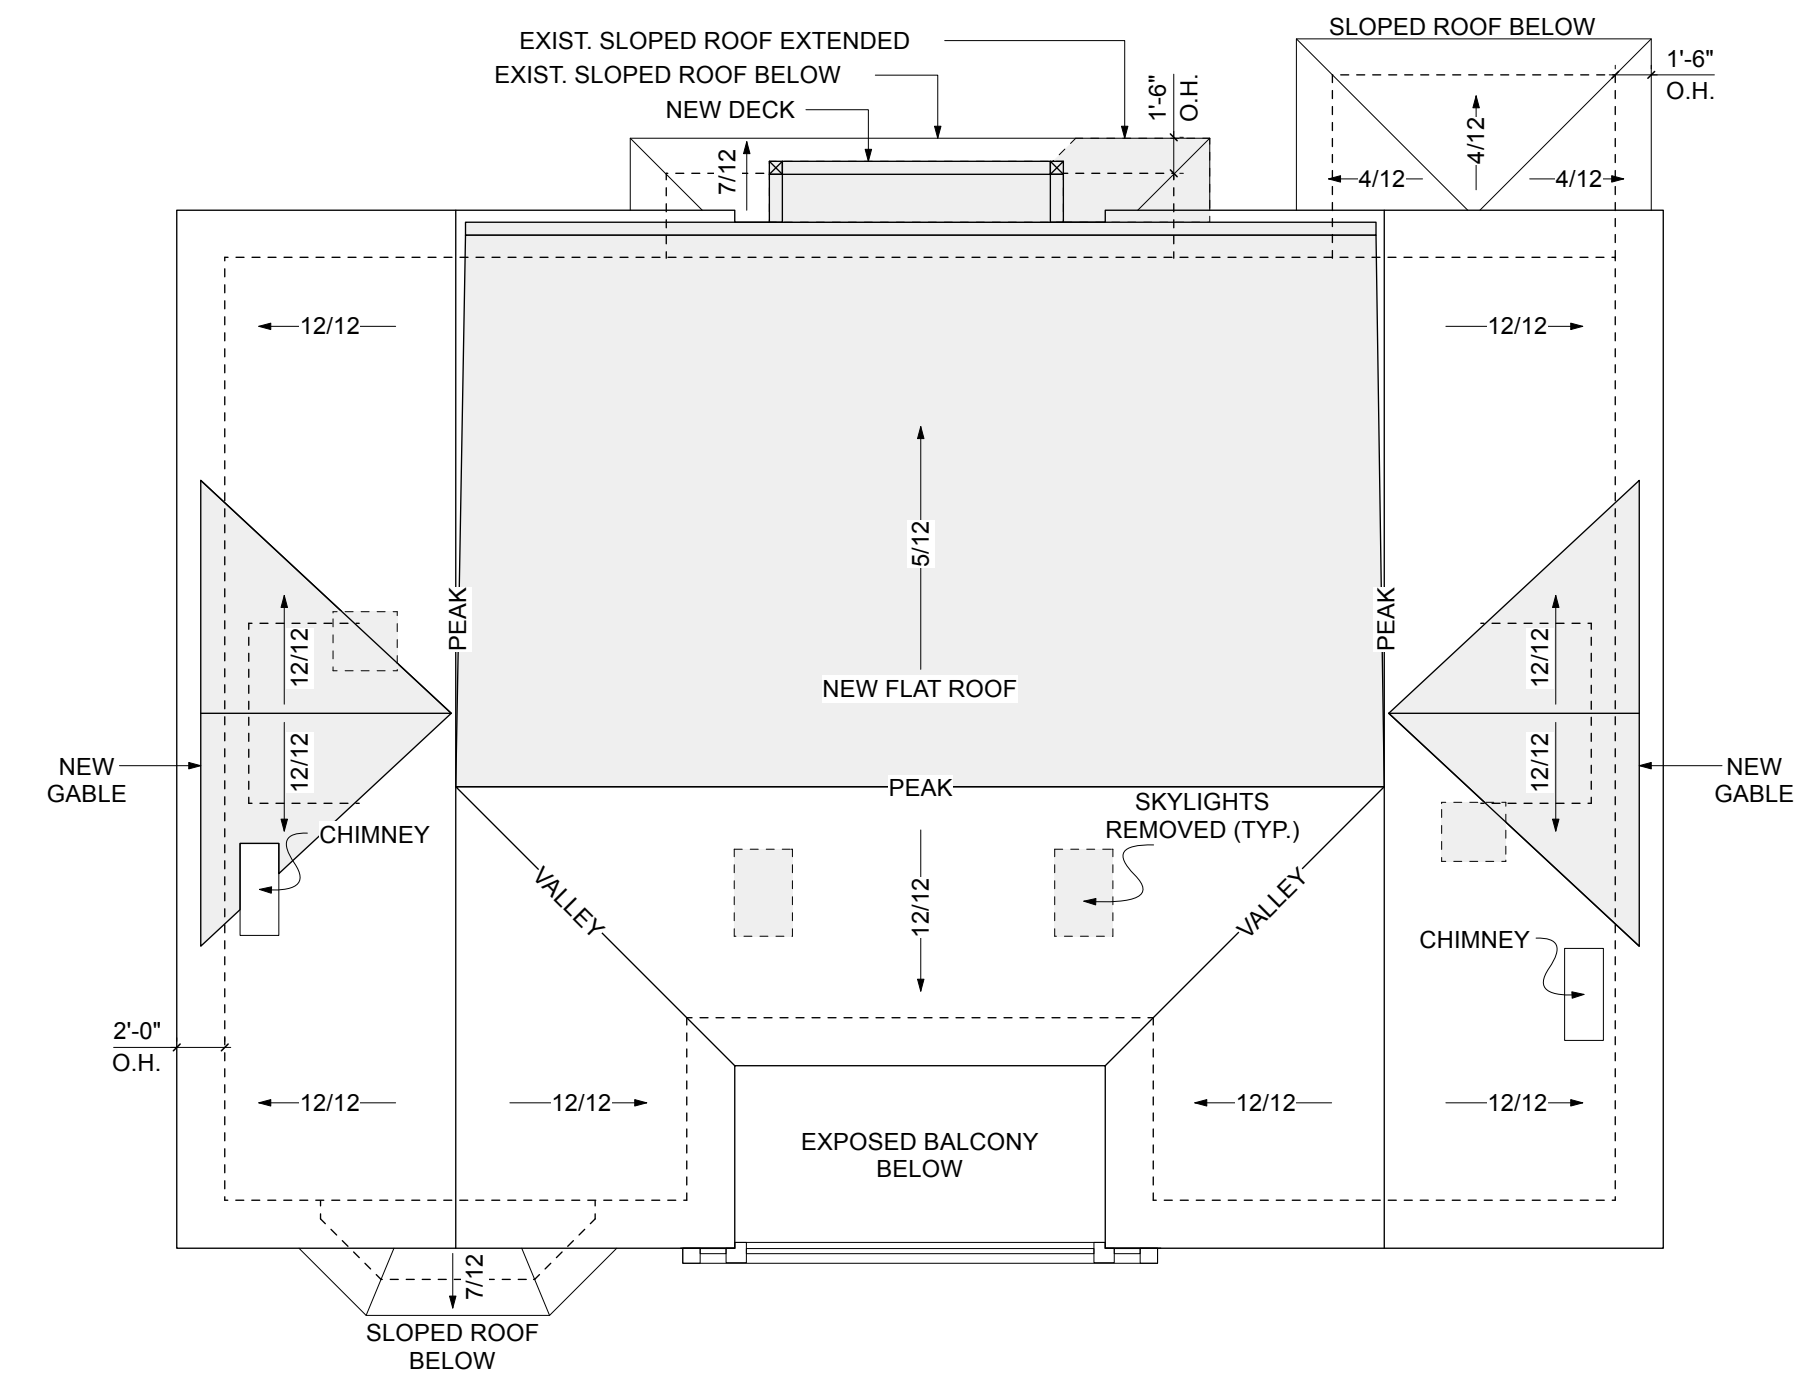 SLOPED ROOF BELOW
EXIST. SLOPED ROOF EXTENDED
EXIST. SLOPED ROOF BELOW
NEW DECK
1'-6"
O.H.
1'-6"
O.H.
7/12
4/12
4/12
4/12
12/12
12/12
5/12
PEAK
PEAK
12/12
12/12
NEW FLAT ROOF
12/12
12/12
NEW
GABLE
NEW
GABLE
PEAK
SKYLIGHTS
REMOVED (TYP.)
CHIMNEY
VALLEY
12/12
VALLEY
CHIMNEY
2'-0"
O.H.
12/12
12/12
12/12
12/12
EXPOSED BALCONY
BELOW
7/12
SLOPED ROOF
BELOW